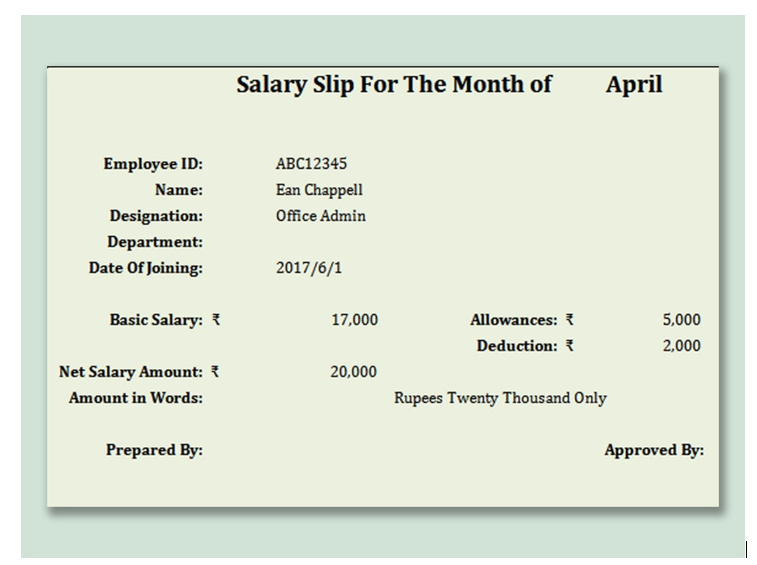 Salary Slip For The Month of April
Employee ID: ABC12345
Name: Ean Chappell
Designation: Office Admin
Department:
Date Of Joining: 2017/6/1
Basic Salary: ₹ 17,000 Allowances: ₹ 5,000
Deduction: ₹ 2,000
Net Salary Amount: ₹ 20,000
Amount in Words: Rupees Twenty Thousand Only
Prepared By: Approved By: